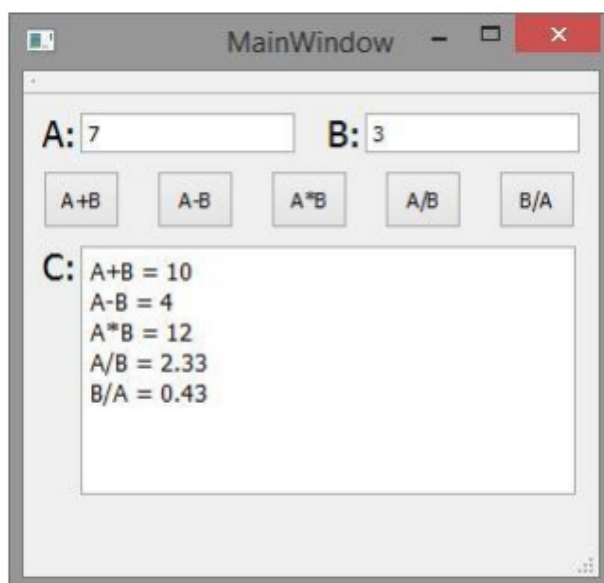 MainWindow
A: 7 B: 3
A+B A-B A*B A/B B/A
C: A+B = 10
A-B = 4
A*B = 12
A/B = 2.33
B/A = 0.43